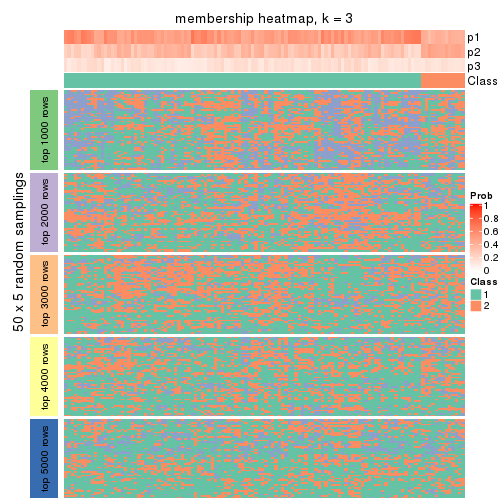 membership heatmap, k = 3
p1
p2
p3
Class
50 x 5 random samplings
top 1000 rows
top 2000 rows
top 3000 rows
top 4000 rows
top 5000 rows
Prob
1
0.8
0.6
0.4
0.2
0
Class
1
2